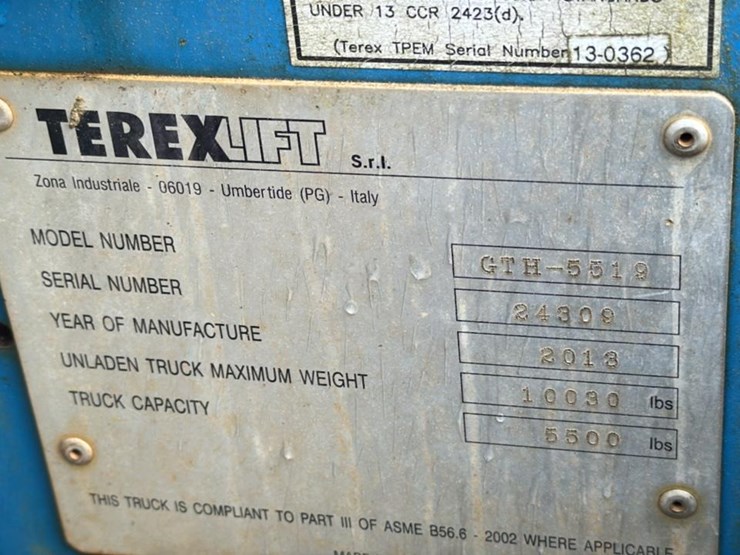 UNDER 13 CCR 2423(d).
(Terex TPEM Serial Number 13-0362)
TEREXLIFT S.r.l.
Zona Industriale - 06019 - Umbertide (PG) - Italy
MODEL NUMBER GTH-5519
SERIAL NUMBER 24309
YEAR OF MANUFACTURE 2013
UNLADEN TRUCK MAXIMUM WEIGHT 10030 lbs
TRUCK CAPACITY 5500 lbs
THIS TRUCK IS COMPLIANT TO PART III OF ASME B56.6 - 2002 WHERE APPLICABLE